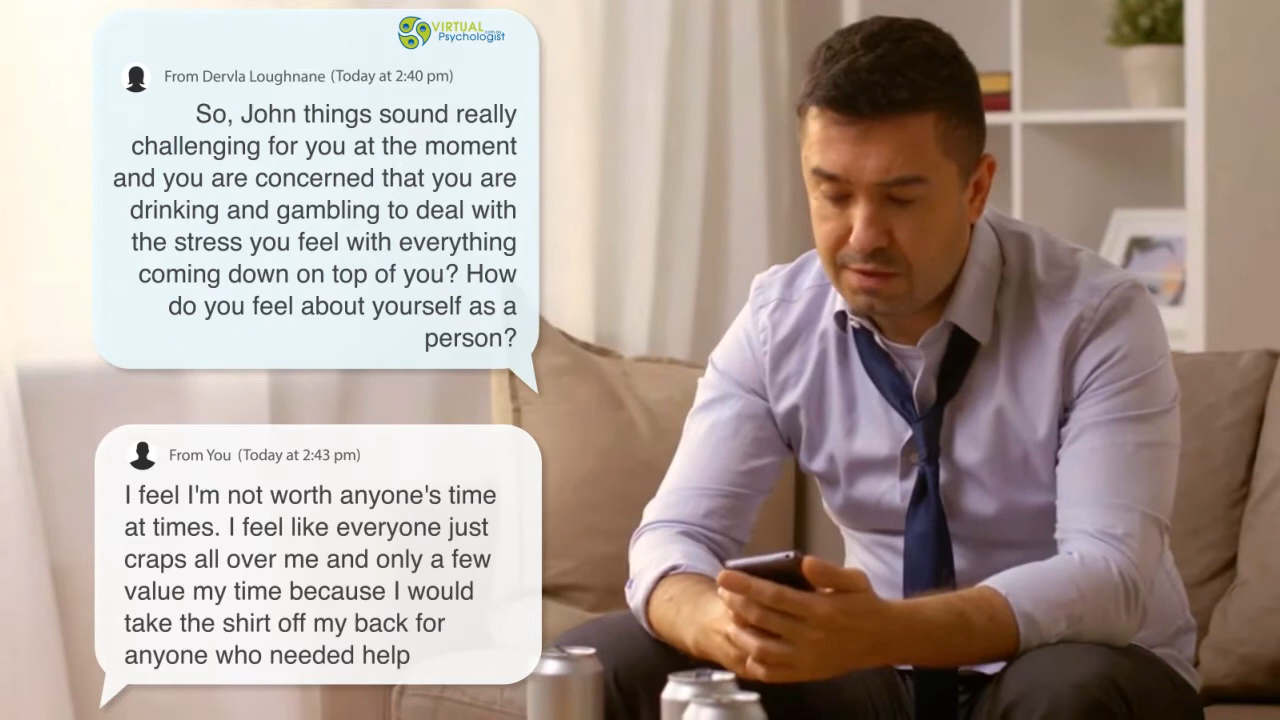 VIRTUAL
Psychologist
From Dervla Loughnane (Today at 2:40 pm)
So, John things sound really
challenging for you at the moment
and you are concerned that you are
drinking and gambling to deal with
the stress you feel with everything
coming down on top of you? How
do you feel about yourself as a
person?
From You (Today at 2:43 pm)
I feel I'm not worth anyone's time
at times. I feel like everyone just
craps all over me and only a few
value my time because I would
take the shirt off my back for
anyone who needed help